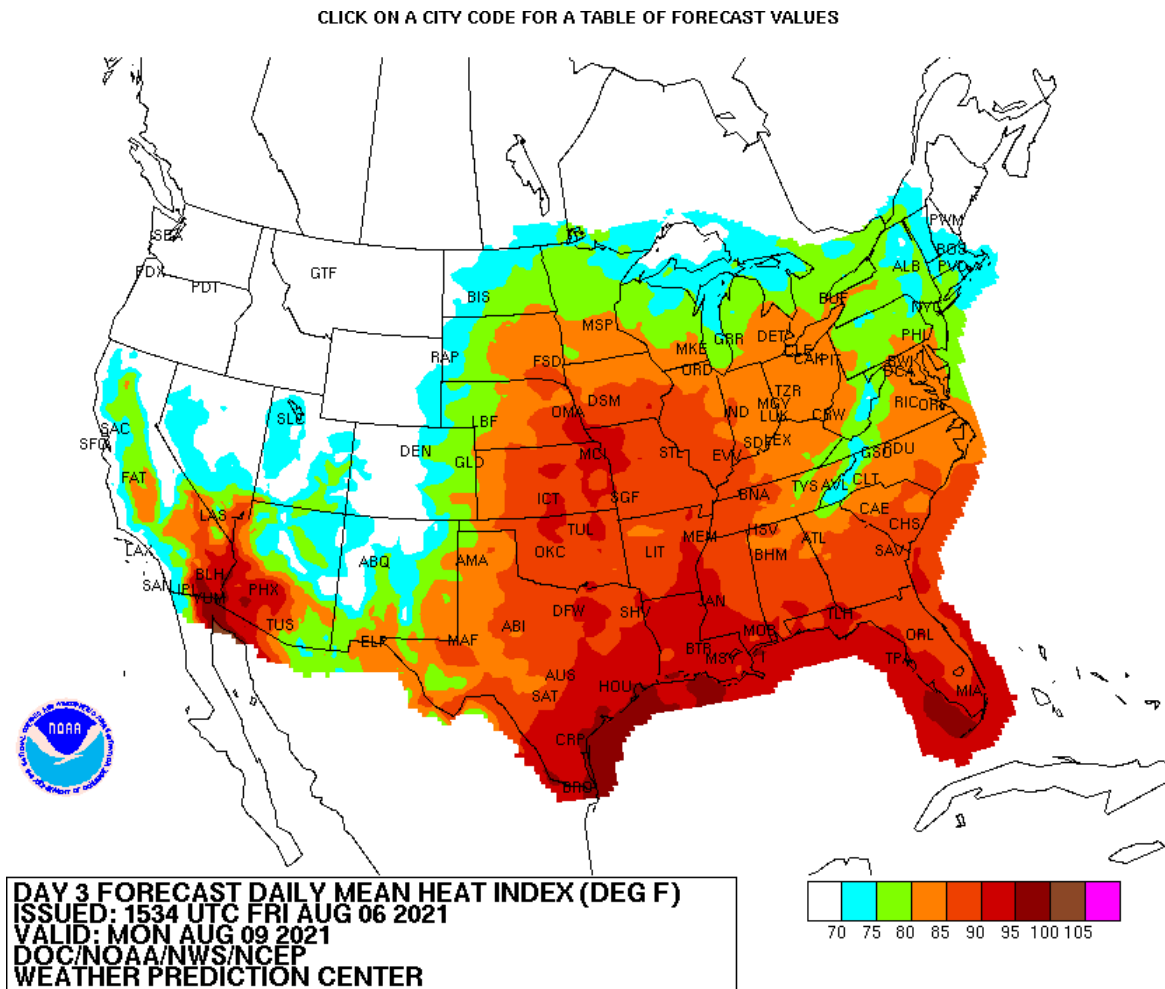 CLICK ON A CITY CODE FOR A TABLE OF FORECAST VALUES
PWM
SEA
BOS
PDX
GTF
ALB PVD
PDT
BIS
BUF
NYC
MSP
PHL
DET
GRR
MKE
CLE
RAP
FSD
CAK PIT
BWI
ORD
DCA
TZR
DSM
RIC ORF
OMA
IND
MGY
LUK
CRW
SLC
LBF
SAC
SFO
SDF LEX
DEN
GLD
MCI
STL
EVV
GSO RDU
FAT
TYS AVL CLT
ICT
SGF
BNA
LAS
CAE
CHS
TUL
HSV
ATL
MEM
LAX
OKC
LIT
BHM
SAV
ABQ
AMA
BLH
SAN IPL YUM
PHX
JAN
DFW
SHV
TLH
TUS
ABI
MOB
ORL
ELP
MAF
BTR
MSY
TPA
AUS
HOU
SAT
MIA
CRP
BRO
NOAA
DAY 3 FORECAST DAILY MEAN HEAT INDEX (DEG F)
ISSUED: 1534 UTC FRI AUG 06 2021
VALID: MON AUG 09 2021
DOC/NOAA/NWS/NCEP
WEATHER PREDICTION CENTER
70 75 80 85 90 95 100 105